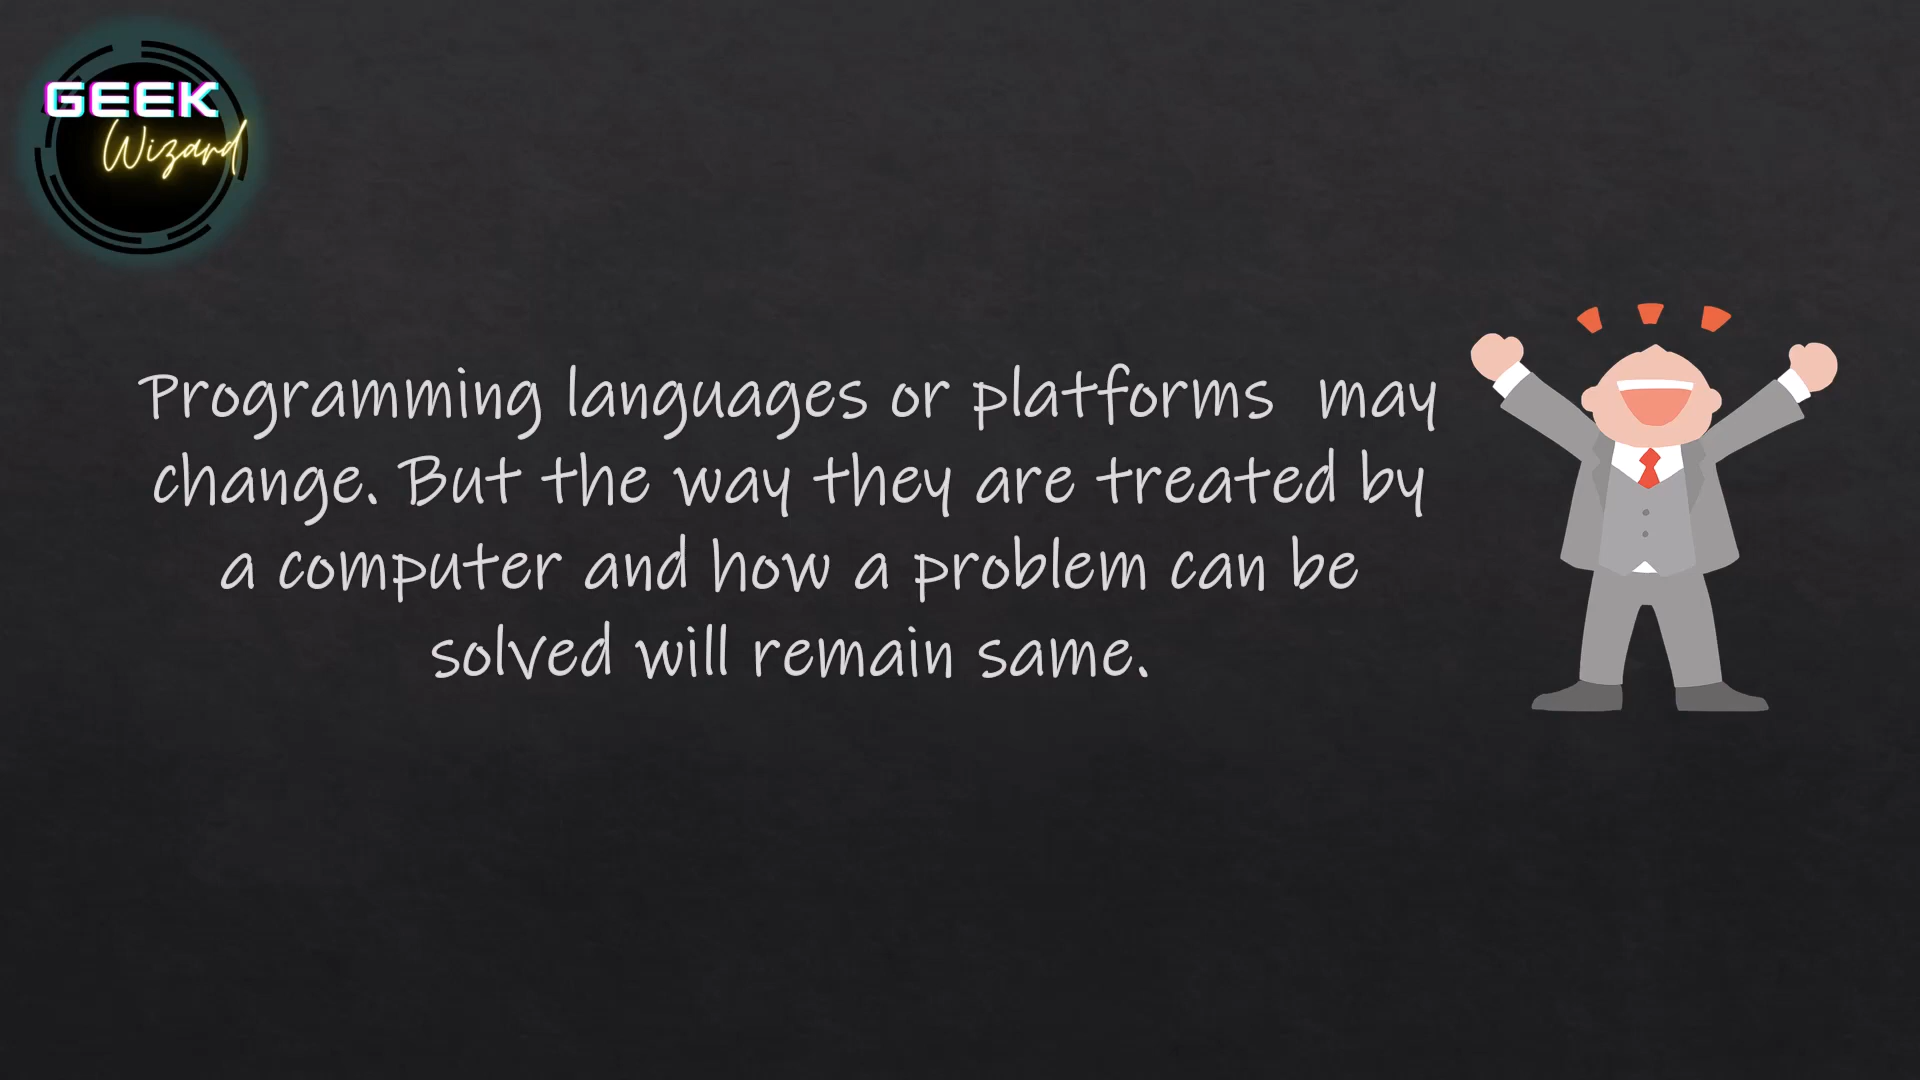 GEEK
Wizard
Programming languages or platforms may
change. But the way they are treated by
a computer and how a problem can be
solved will remain same.